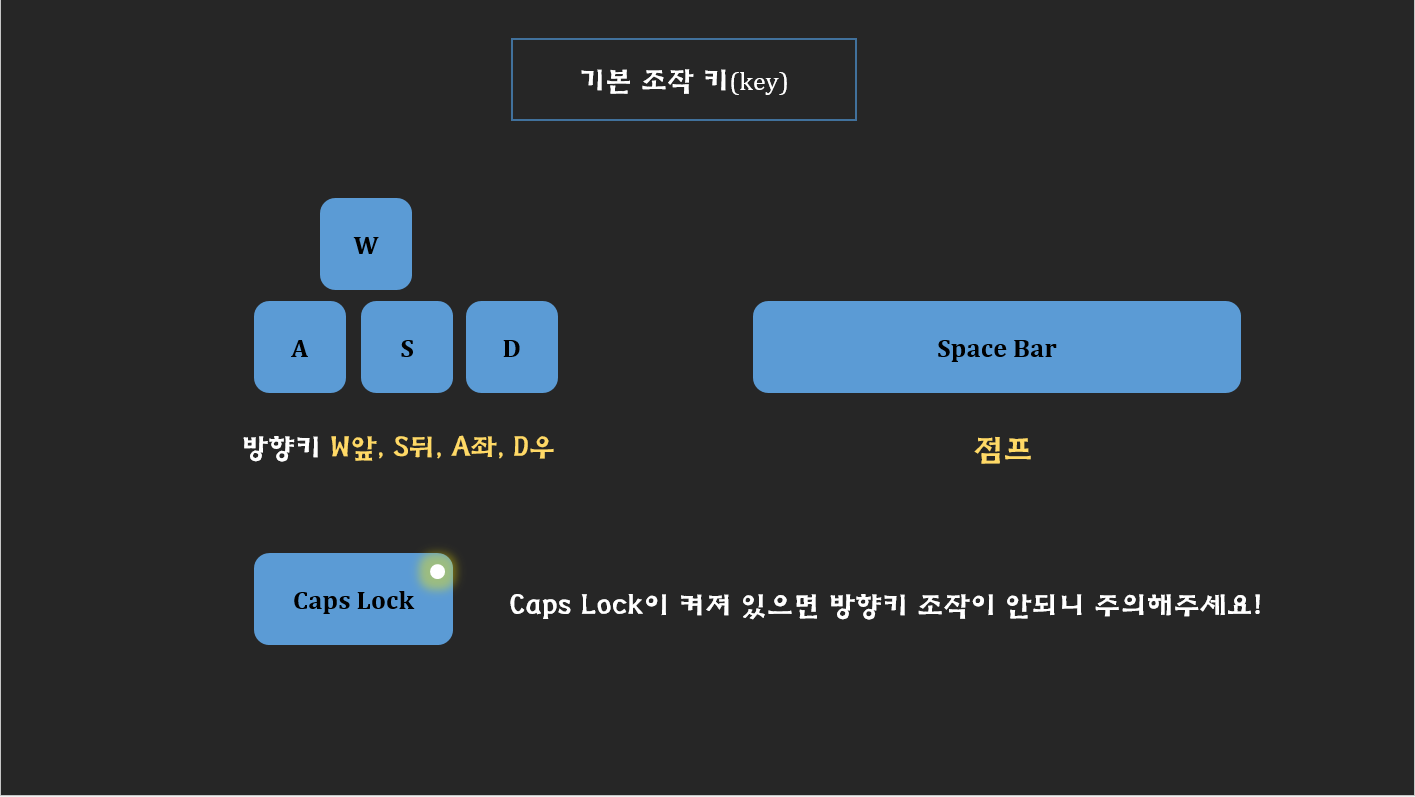 기본 조작 키(key)
W
A S D
Space Bar
방향키 W앞, S뒤, A좌, D우
점프
Caps Lock
Caps Lock이 켜져 있으면 방향키 조작이 안되니 주의해주세요!